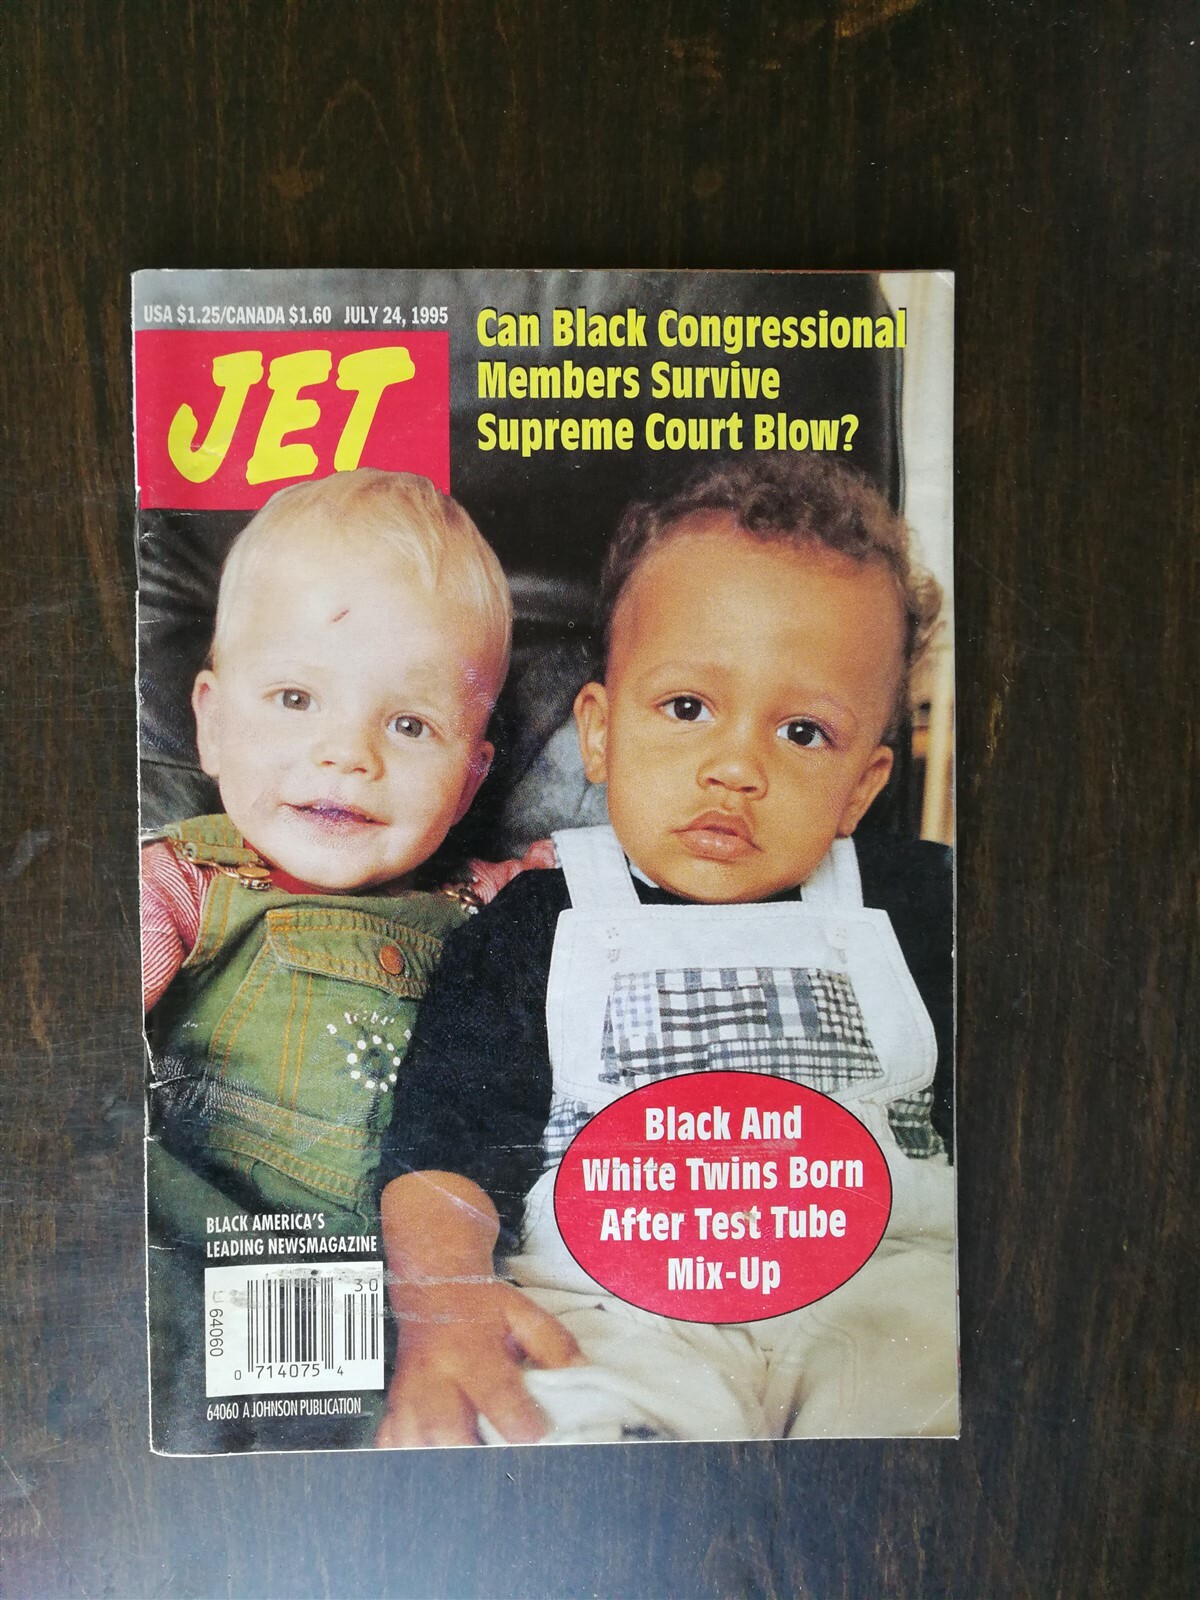 USA $1.25/CANADA $1.60 JULY 24, 1995
JET
Can Black Congressional
Members Survive
Supreme Court Blow?
Black And
White Twins Born
After Test Tube
Mix-Up
BLACK AMERICA'S
LEADING NEWSMAGAZINE
30
64060
0 714075 4
64060 A JOHNSON PUBLICATION